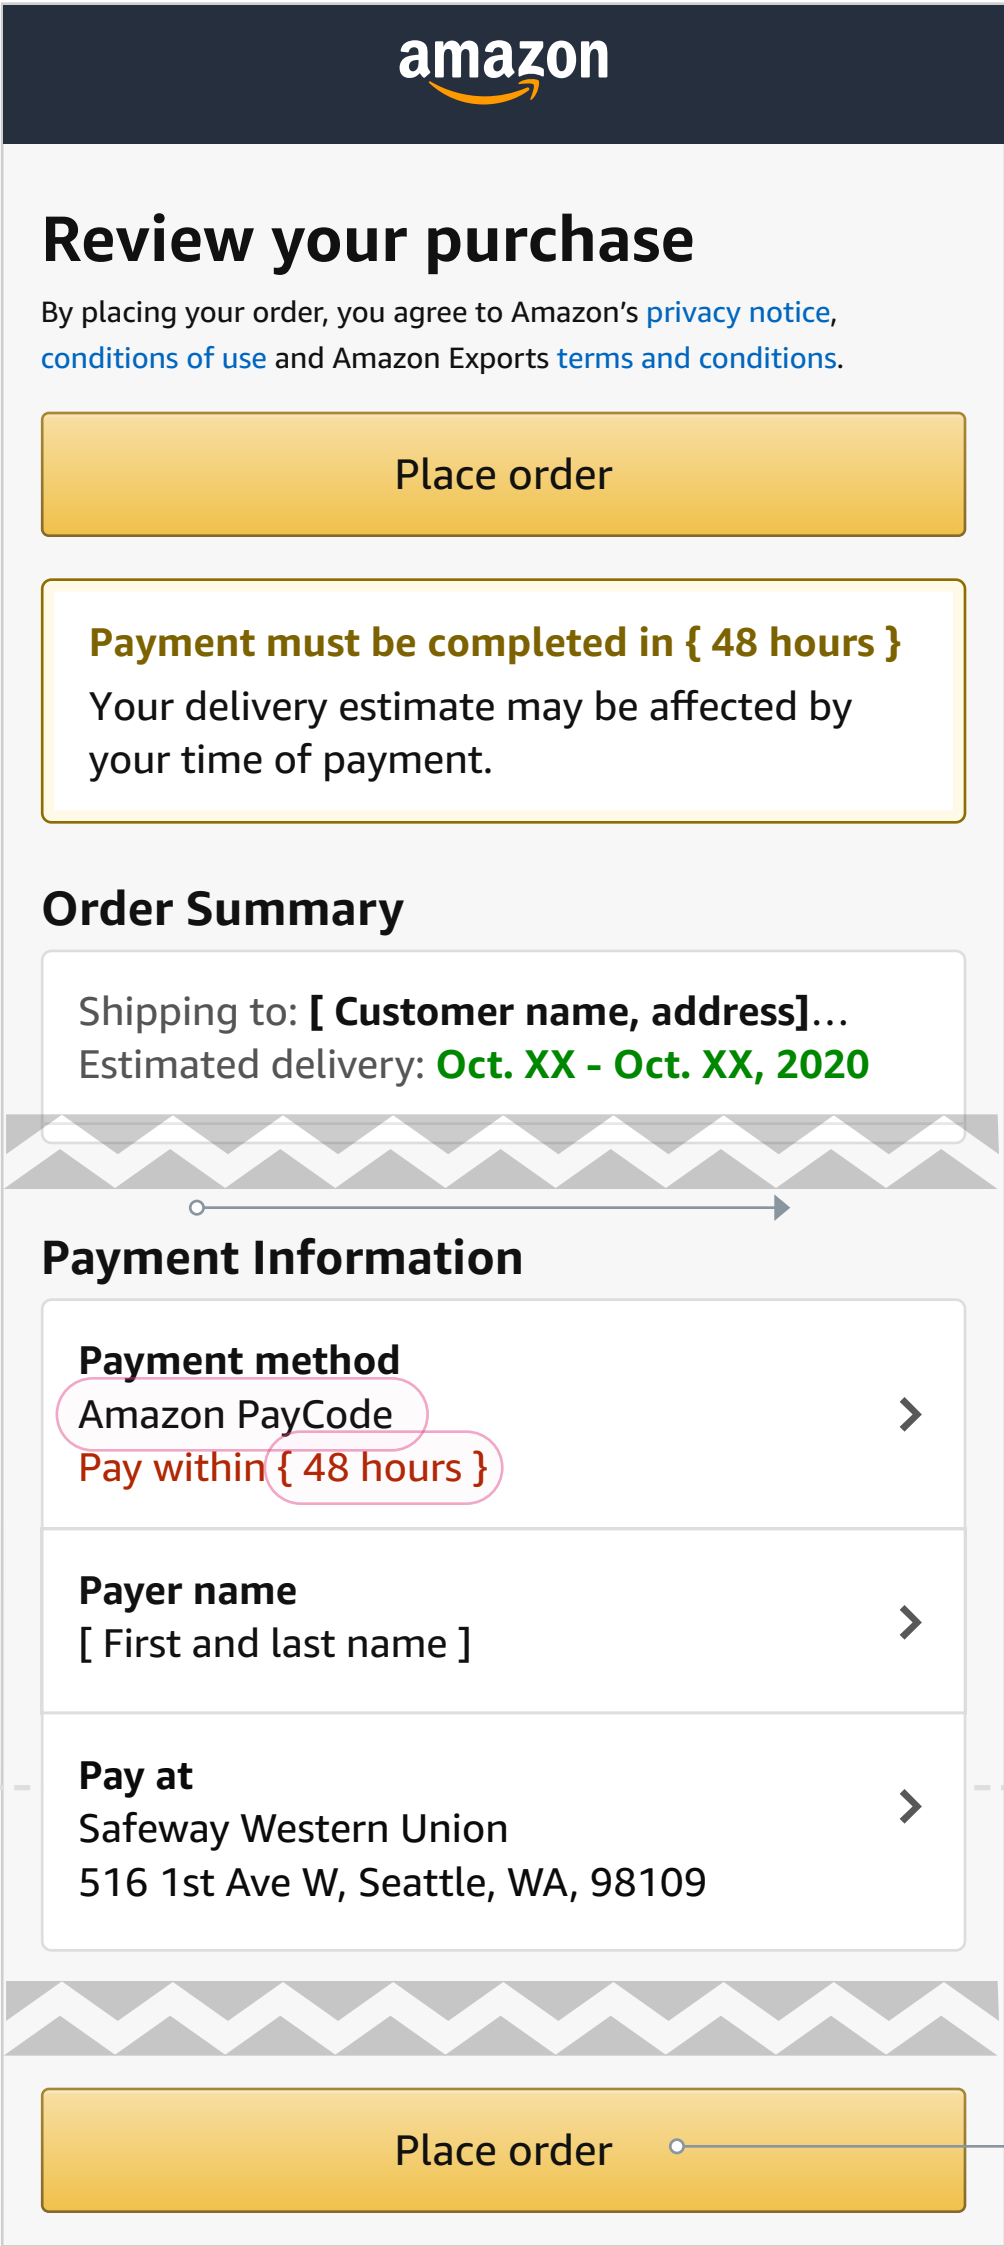 amazon
Review your purchase
By placing your order, you agree to Amazon’s privacy notice,
conditions of use and Amazon Exports terms and conditions.
Place order
Payment must be completed in { 48 hours }
Your delivery estimate may be affected by
your time of payment.
Order Summary
Shipping to: [ Customer name, address]...
Estimated delivery: Oct. XX - Oct. XX, 2020
Payment Information
Payment method
Amazon PayCode
Pay within { 48 hours }
Payer name
[ First and last name ]
Pay at
Safeway Western Union
516 1st Ave W, Seattle, WA, 98109
Place order